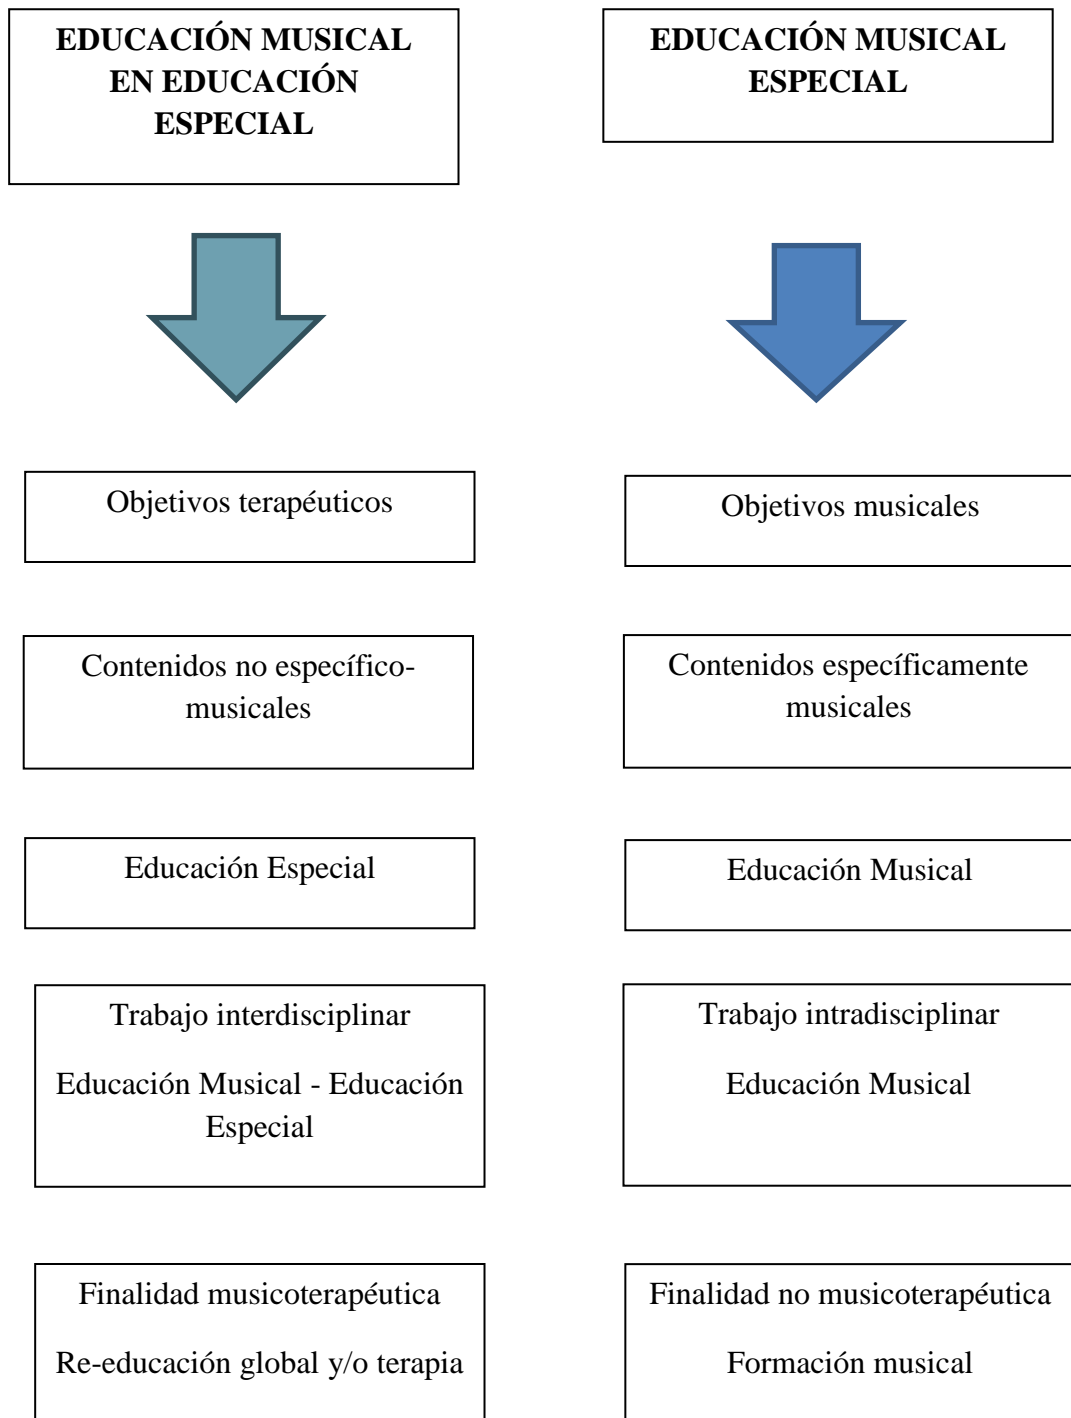 EDUCACIÓN MUSICAL
EN EDUCACIÓN
ESPECIAL
EDUCACIÓN MUSICAL
ESPECIAL
Objetivos terapéuticos
Objetivos musicales
Contenidos no específico-
musicales
Contenidos específicamente
musicales
Educación Especial
Educación Musical
Trabajo interdisciplinar
Educación Musical - Educación
Especial
Trabajo intradisciplinar
Educación Musical
Finalidad musicoterapéutica
Re-educación global y/o terapia
Finalidad no musicoterapéutica
Formación musical